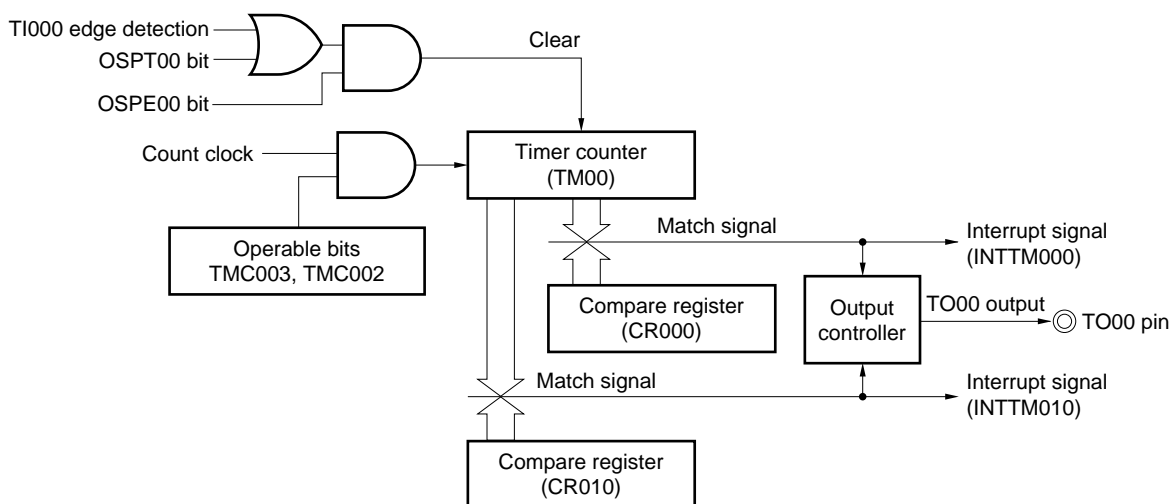 TI000 edge detection
OSPT00 bit
OSPE00 bit
Clear
Count clock
Timer counter
(TM00)
Operable bits
TMC003, TMC002
Match signal
Interrupt signal
(INTTM000)
Compare register
(CR000)
Output
controller
TO00 output
TO00 pin
Match signal
Interrupt signal
(INTTM010)
Compare register
(CR010)